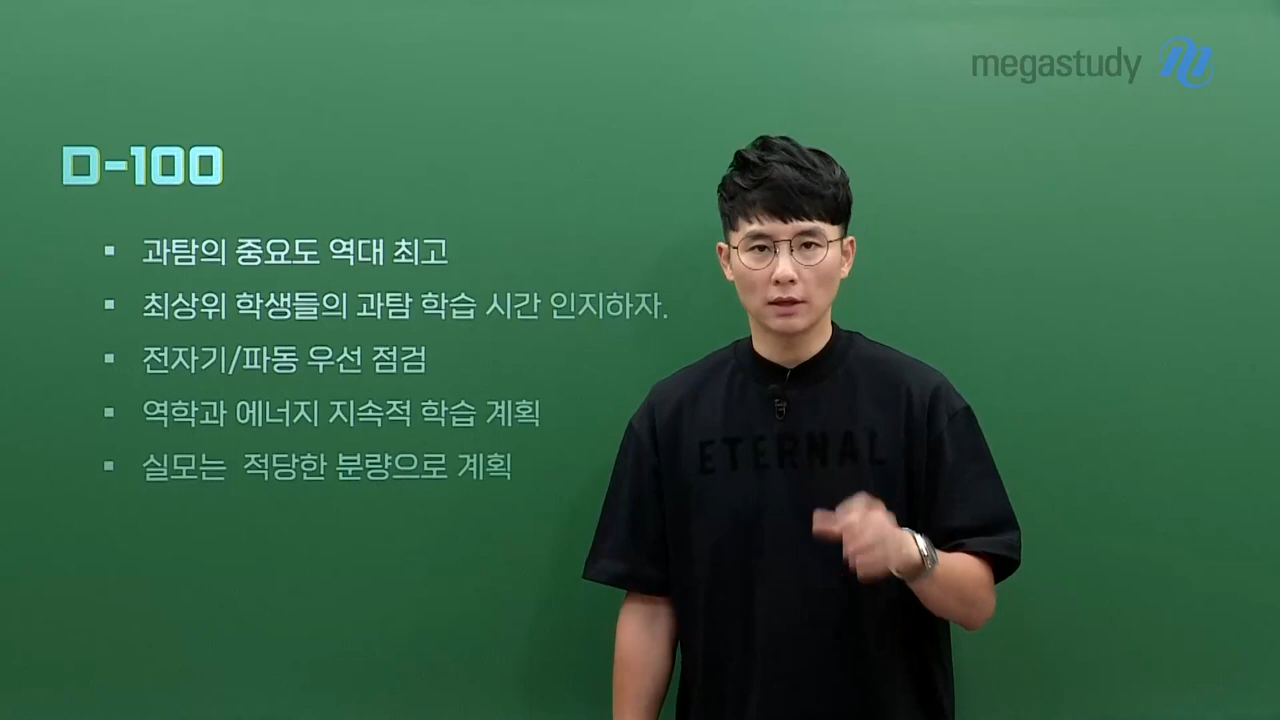 megastudy
D-100
과탐의 중요도 역대 최고
최상위 학생들의 과탐 학습 시간 인지하자.
전자기/파동 우선 점검
역학과 에너지 지속적 학습 계획
실모는 적당한 분량으로 계획
ETERNAL